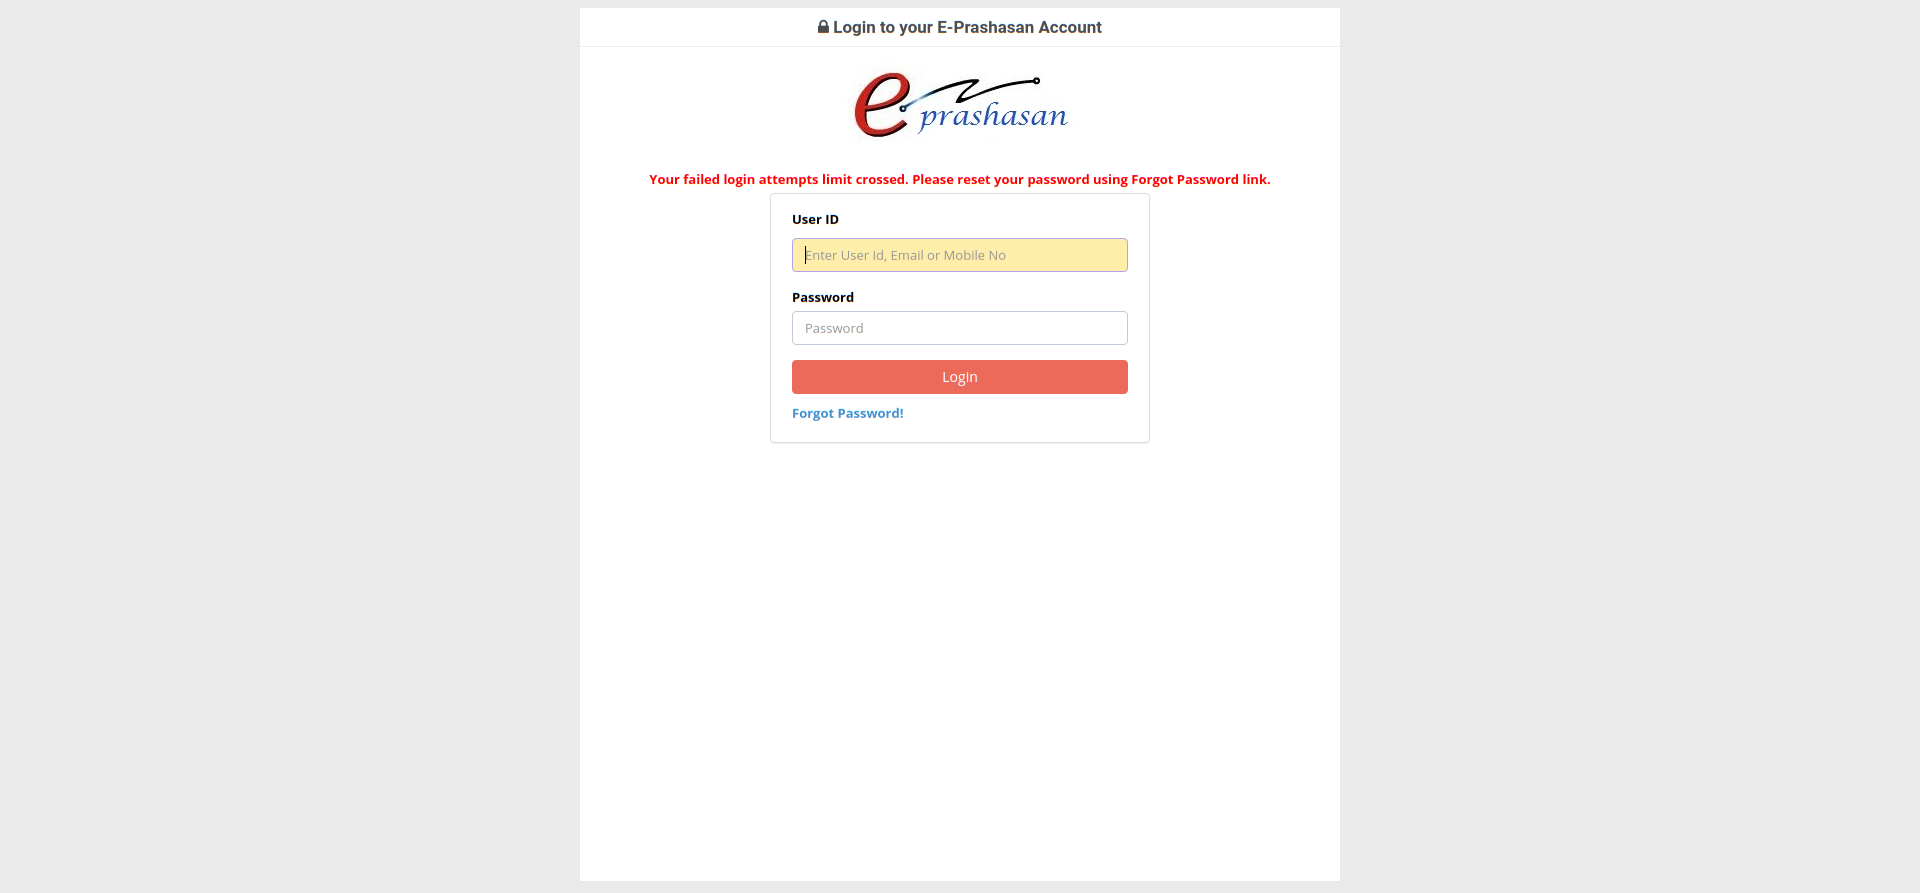 Login to your E-Prashasan Account
e prashasan
Your failed login attempts limit crossed. Please reset your password using Forgot Password link.
User ID
Enter User Id, Email or Mobile No
Password
Password
Login
Forgot Password!